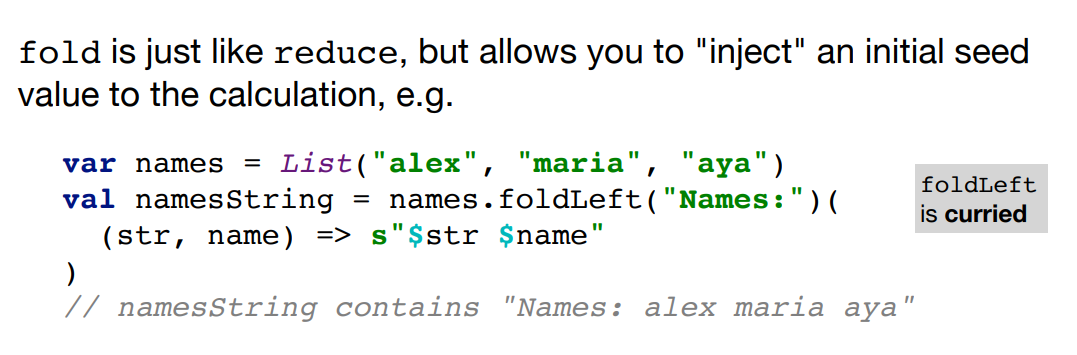 fold is just like reduce, but allows you to "inject" an initial seed
value to the calculation, e.g.
var names = List("alex", "maria", "aya")
val namesString = names.foldLeft("Names:")(
(str, name) => s"$str $name"
)
// namesString contains "Names: alex maria aya"
foldLeft
is curried